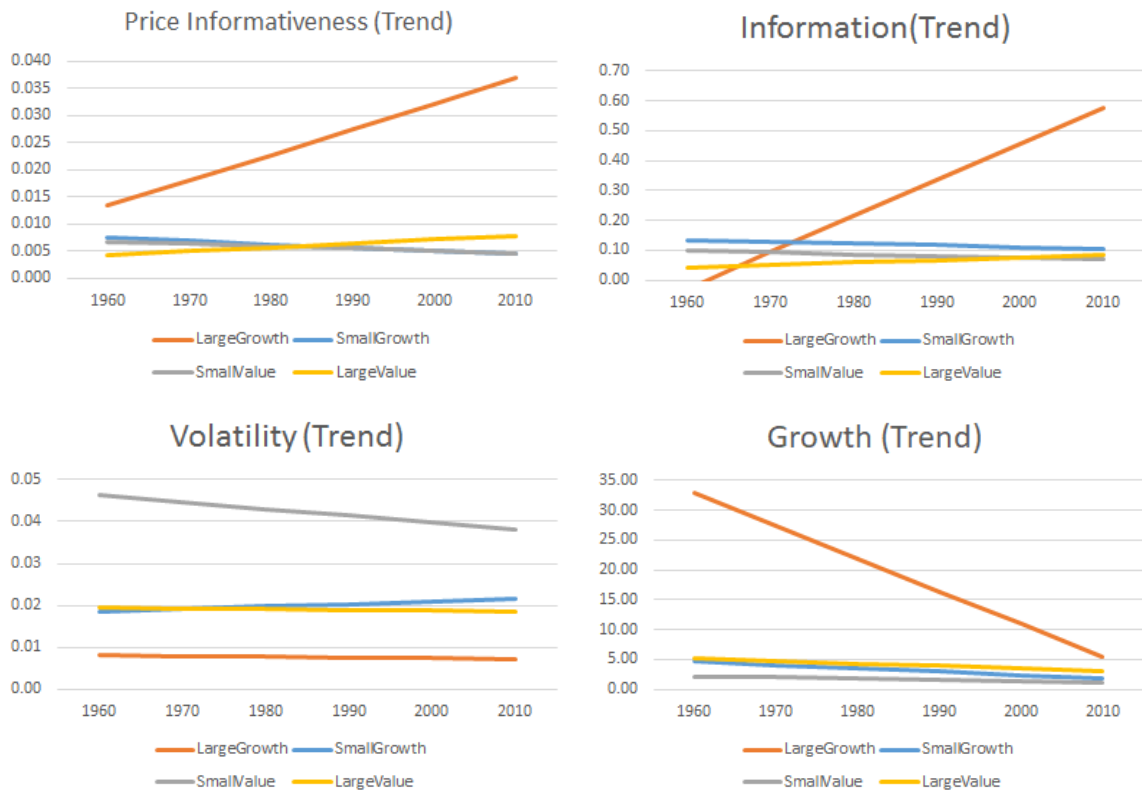 Price Informativeness (Trend)
0.040
0.035
0.030
0.025
0.020
0.015
0.010
0.005
0.000
1960 1970 1980 1990 2000 2010
LargeGrowth SmallGrowth
SmallValue LargeValue
Information(Trend)
0.70
0.60
0.50
0.40
0.30
0.20
0.10
0.00
1960 1970 1980 1990 2000 2010
LargeGrowth SmallGrowth
SmallValue LargeValue
Volatility (Trend)
0.05
0.04
0.03
0.02
0.01
0.00
1960 1970 1980 1990 2000 2010
LargeGrowth SmallGrowth
SmallValue LargeValue
Growth (Trend)
35.00
30.00
25.00
20.00
15.00
10.00
5.00
0.00
1960 1970 1980 1990 2000 2010
LargeGrowth SmallGrowth
SmallValue LargeValue